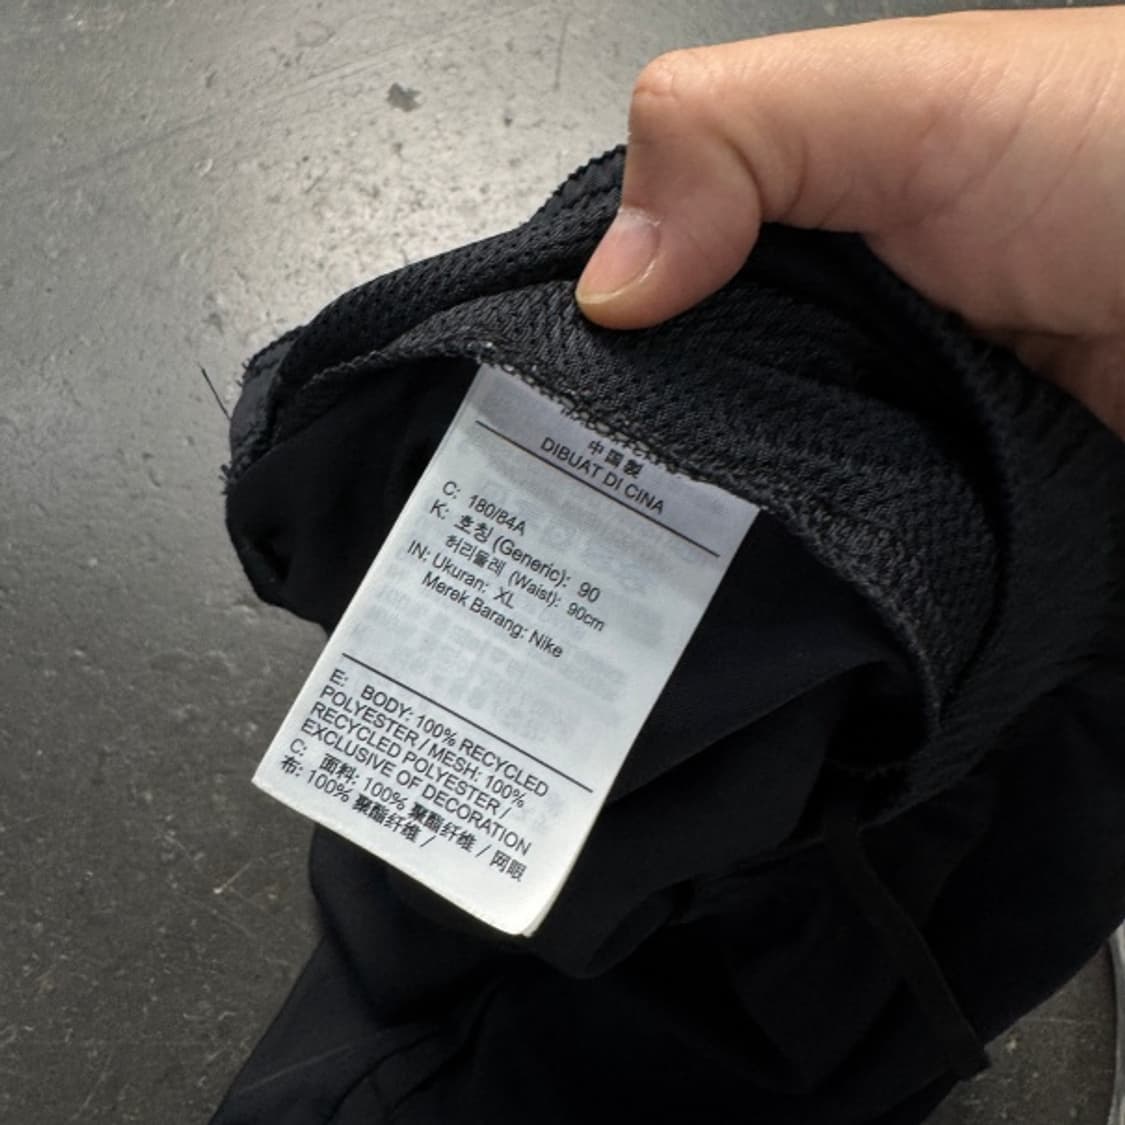 中国製
DIBUAT DI CINA
C: 180/84A
K: 호칭 (Generic): 90
허리둘레 (Waist): 90cm
IN: Ukuran: XL
Merek Barang: Nike
E: BODY: 100% RECYCLED
POLYESTER / MESH: 100%
RECYCLED POLYESTER /
EXCLUSIVE OF DECORATION
C: 面料: 100% 聚酯纤维 / 网眼
布: 100% 聚酯纤维 /